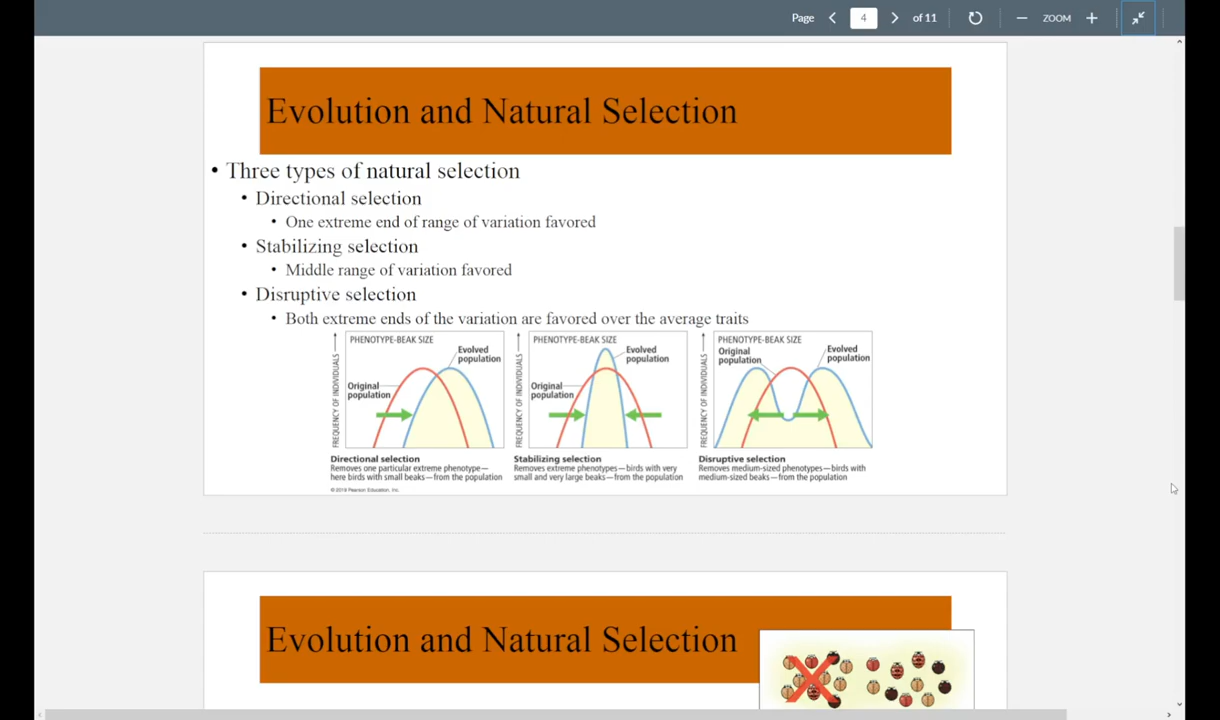 Page 4 of 11 ZOOM
Evolution and Natural Selection
• Three types of natural selection
• Directional selection
• One extreme end of range of variation favored
• Stabilizing selection
• Middle range of variation favored
• Disruptive selection
• Both extreme ends of the variation are favored over the average traits
FREQUENCY OF INDIVIDUALS
PHENOTYPE-BEAK SIZE
Evolved
population
Original
population
Directional selection
Removes one particular extreme phenotype—
here birds with small beaks—from the population
© 2019 Pearson Education, Inc.
FREQUENCY OF INDIVIDUALS
PHENOTYPE-BEAK SIZE
Evolved
population
Original
population
Stabilizing selection
Removes extreme phenotypes—birds with very
small and very large beaks—from the population
FREQUENCY OF INDIVIDUALS
PHENOTYPE-BEAK SIZE
Original
population
Evolved
population
Disruptive selection
Removes medium-sized phenotypes—birds with
medium-sized beaks—from the population
Evolution and Natural Selection